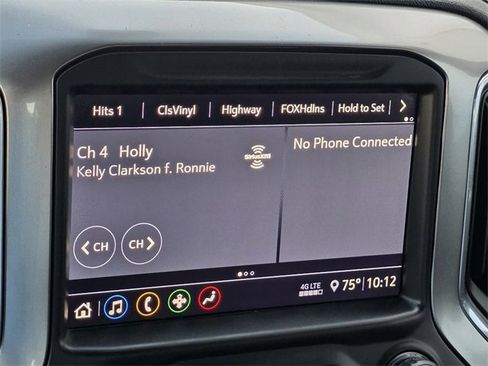 Hits 1 ClsVinyl Highway FOXHdlns Hold to Set
Ch 4 Holly
Kelly Clarkson f. Ronnie
SiriusXM
No Phone Connected
CH CH
4G LTE 75° 10:12